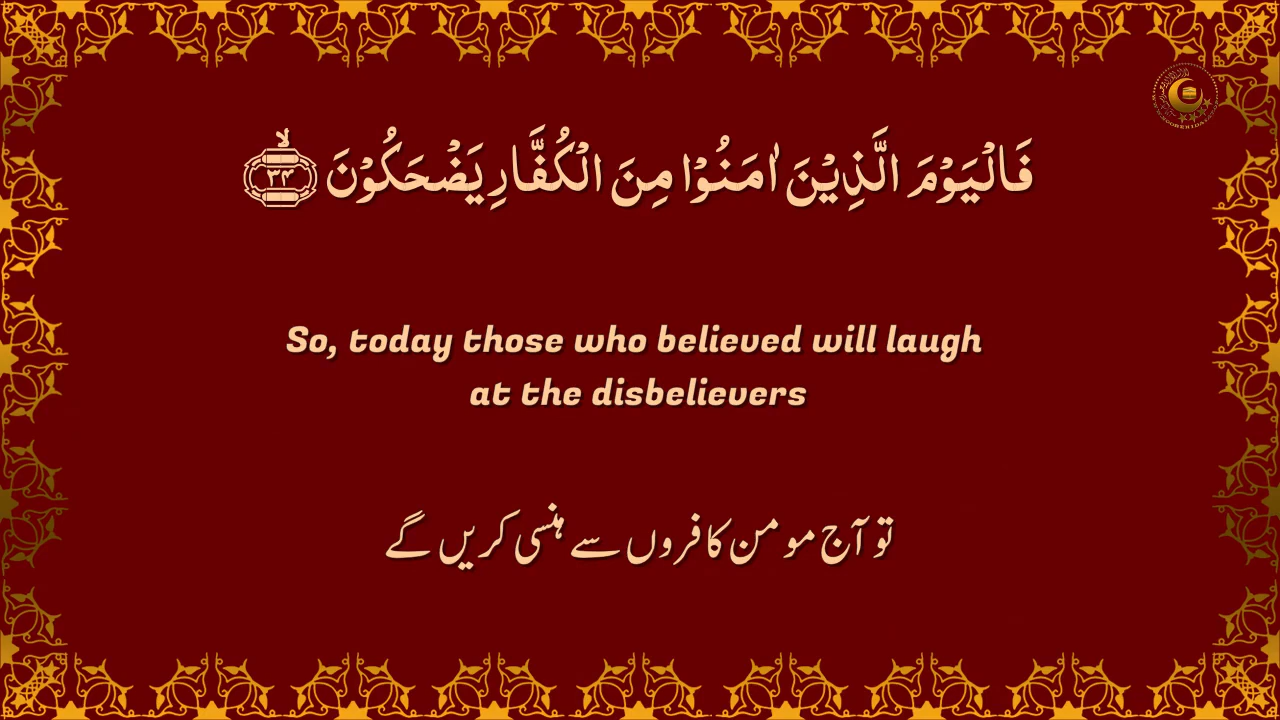 فَالْيَوْمَ الَّذِيْنَ اٰمَنُوْا مِنَ الْكُفَّارِ يَضْحَكُوْنَ ۙ‏﴿۳۴﴾
So, today those who believed will laugh
at the disbelievers
تو آج مومن کافروں سے ہنسی کریں گے